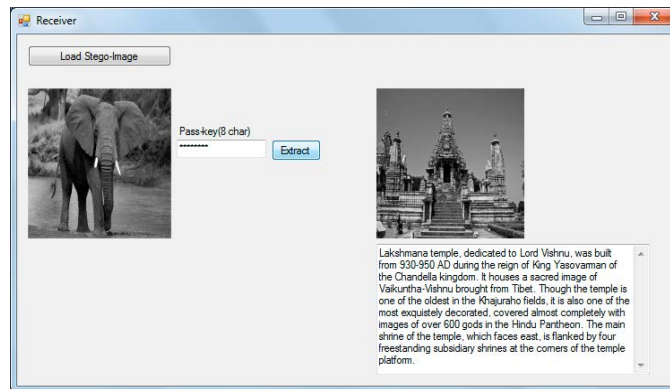 Receiver
Load Stego-Image
Pass-key(8 char)
********
Extract
Lakshmana temple, dedicated to Lord Vishnu, was built
from 930-950 AD during the reign of King Yasovarman of
the Chandella kingdom. It houses a sacred image of
Vaikuntha-Vishnu brought from Tibet. Though the temple is
one of the oldest in the Khajuraho fields, it is also one of the
most exquistely decorated, covered almost completely with
images of over 600 gods in the Hindu Pantheon. The main
shrine of the temple, which faces east, is flanked by four
freestanding subsidiary shrines at the corners of the temple
platform.